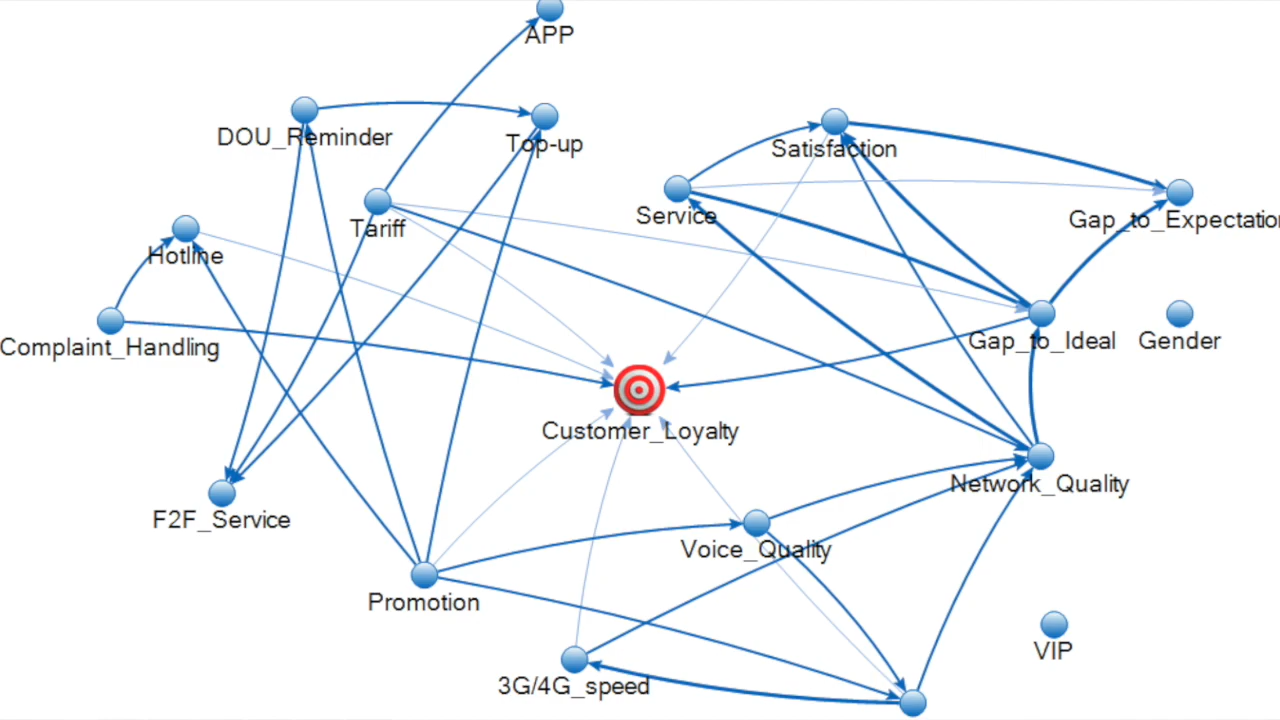 APP
DOU_Reminder
Top-up
Satisfaction
Service
Gap_to_Expectation
Tariff
Hotline
Gap_to_Ideal
Gender
Complaint_Handling
Customer_Loyalty
Network_Quality
F2F_Service
Voice_Quality
Promotion
VIP
3G/4G_speed